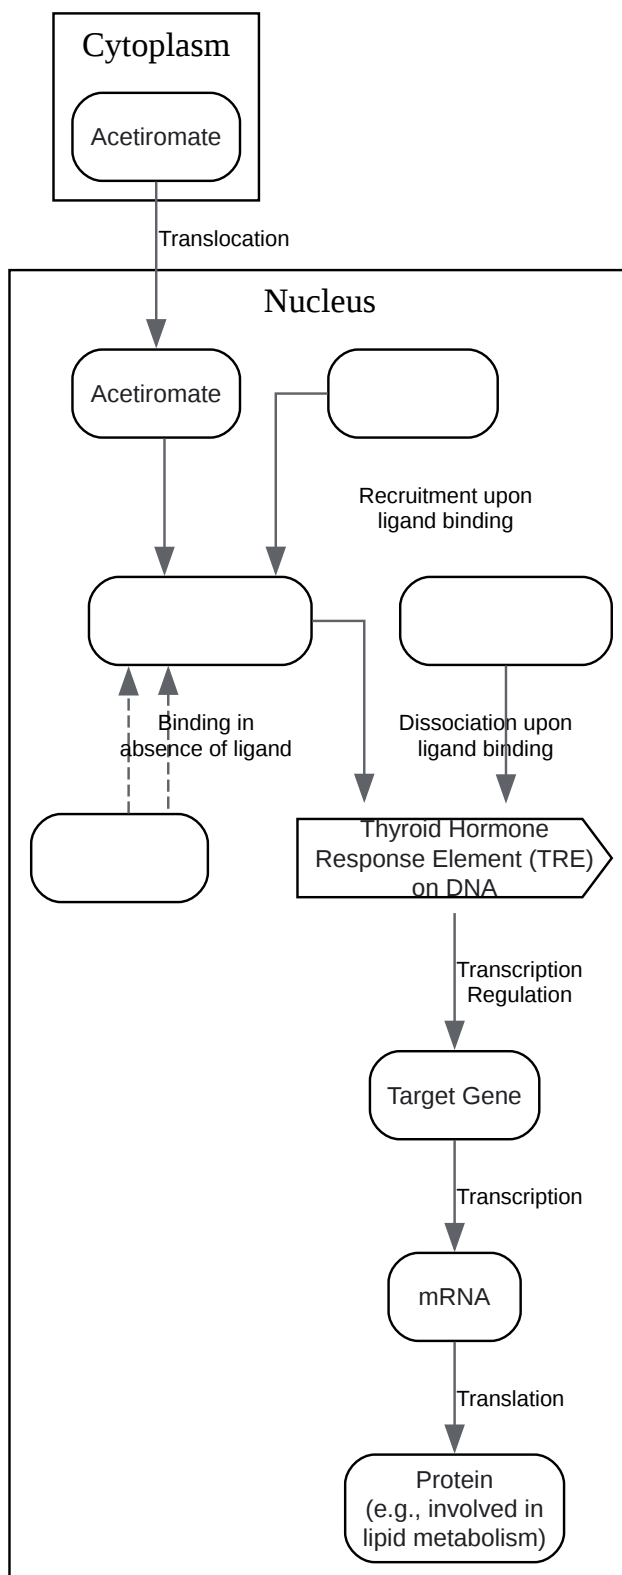 Cytoplasm
Acetiromate
Translocation
Nucleus
Acetiromate
Recruitment upon
ligand binding
Binding in
absence of ligand
Dissociation upon
ligand binding
Thyroid Hormone
Response Element (TRE)
on DNA
Transcription
Regulation
Target Gene
Transcription
mRNA
Translation
Protein
(e.g., involved in
lipid metabolism)